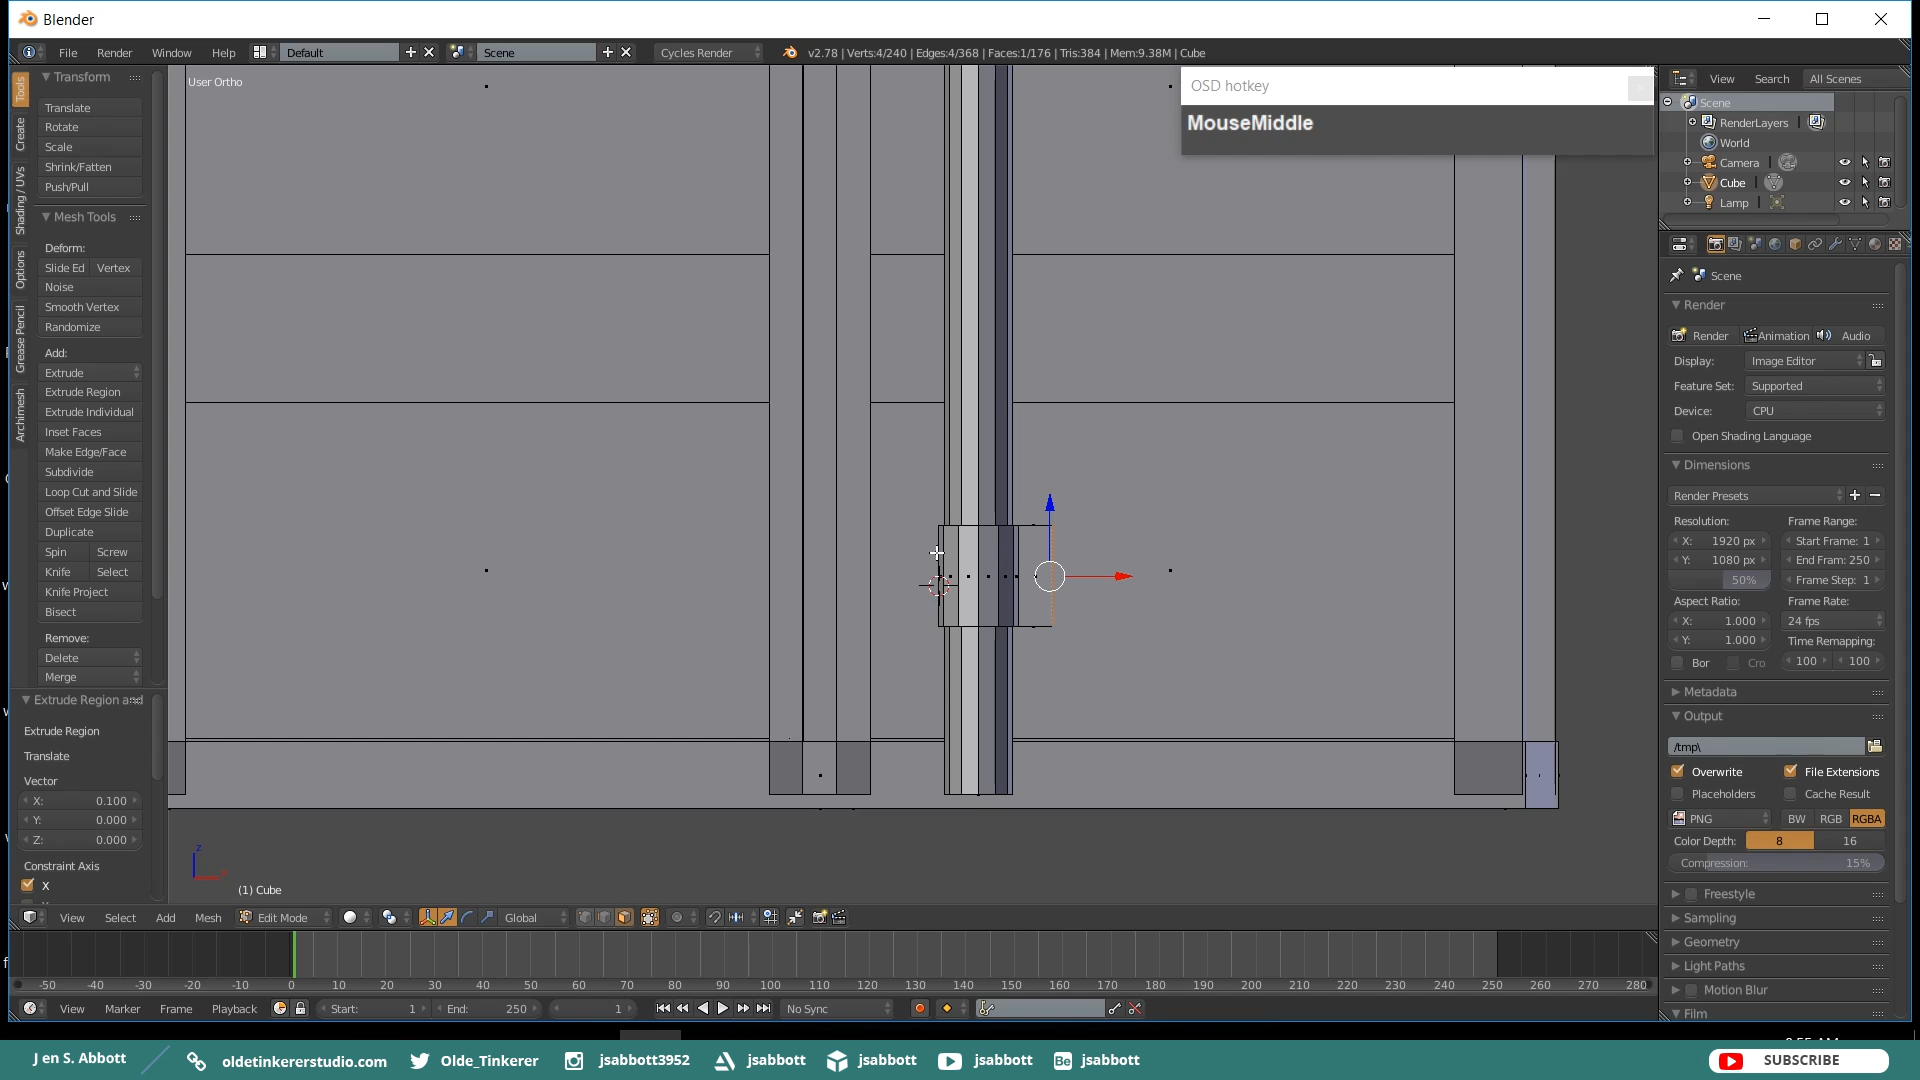 Blender
File Render Window Help Default Scene Cycles Render v2.78 | Verts:4/240 | Edges:4/368 | Faces:1/176 | Tris:384 | Mem:9.38M | Cube
Tools
Create
Shading / UVs
Options
Grease Pencil
Archimesh
Transform
Translate
Rotate
Scale
Shrink/Fatten
Push/Pull
Mesh Tools
Deform:
Slide Ed Vertex
Noise
Smooth Vertex
Randomize
Add:
Extrude
Extrude Region
Extrude Individual
Inset Faces
Make Edge/Face
Subdivide
Loop Cut and Slide
Offset Edge Slide
Duplicate
Spin Screw
Knife Select
Knife Project
Bisect
Remove:
Delete
Merge
Extrude Region and
Extrude Region
Translate
Vector
X: 0.100
Y: 0.000
Z: 0.000
Constraint Axis
X
User Ortho
OSD hotkey
MouseMiddle
z
(1) Cube
View Select Add Mesh Edit Mode Global
-50 -40 -30 -20 -10 0 10 20 30 40 50 60 70 80 90 100 110 120 130 140 150 160 170 180 190 200 210 220 230 240 250 260 270 280
View Marker Frame Playback Start: 1 End: 250 1 No Sync
View Search All Scenes
Scene
RenderLayers
World
Camera
Cube
Lamp
Scene
Render
Render Animation Audio
Display: Image Editor
Feature Set: Supported
Device: CPU
Open Shading Language
Dimensions
Render Presets
Resolution: Frame Range:
X: 1920 px Start Frame: 1
Y: 1080 px End Fram: 250
50% Frame Step: 1
Aspect Ratio: Frame Rate:
X: 1.000 24 fps
Y: 1.000 Time Remapping:
Bor Cro 100 100
Metadata
Output
/tmp\
Overwrite File Extensions
Placeholders Cache Result
PNG BW RGB RGBA
Color Depth: 8 16
Compression: 15%
Freestyle
Sampling
Geometry
Light Paths
Motion Blur
Film
J en S. Abbott oldetinkererstudio.com Olde_Tinkerer jsabbott3952 jsabbott jsabbott jsabbott Be jsabbott SUBSCRIBE